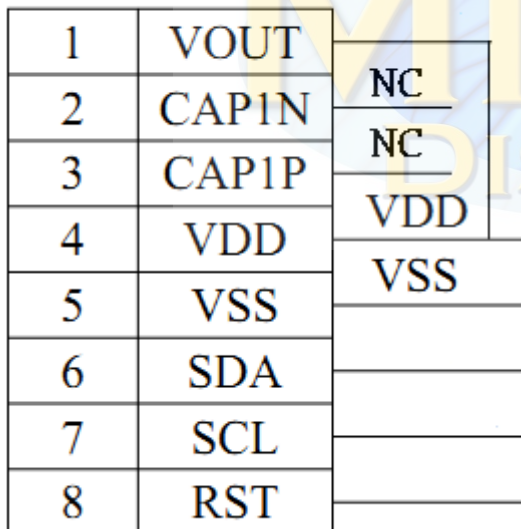 1 VOUT
2 CAP1N NC
3 CAP1P NC
4 VDD VDD
5 VSS VSS
6 SDA
7 SCL
8 RST